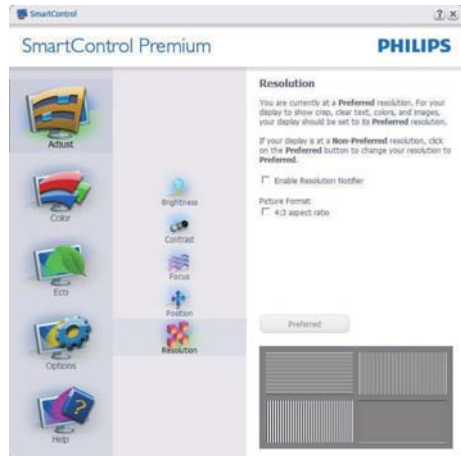 SmartControl
? x
SmartControl Premium
PHILIPS
Adjust
Color
Eco
Options
Help
Brightness
Contrast
Focus
Position
Resolution
Resolution
You are currently at a Preferred resolution. For your
display to show crisp, clear text, colors, and images,
your display should be set to its Preferred resolution.
If your display is at a Non-Preferred resolution, click
on the Preferred button to change your resolution to
Preferred.
Enable Resolution Notifier
Picture Format
4:3 aspect ratio
Preferred